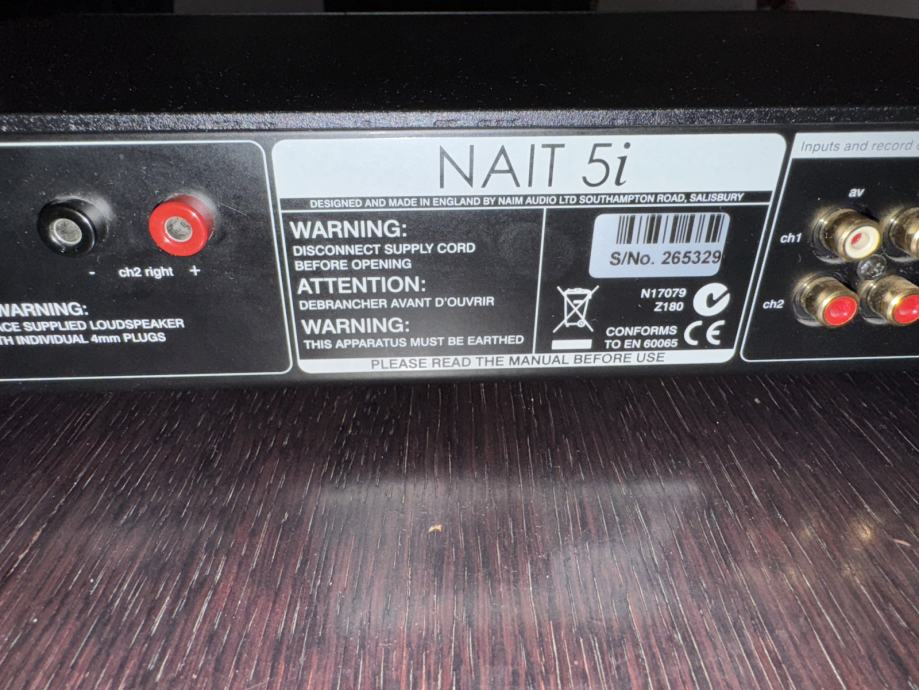 NAIT 5i
DESIGNED AND MADE IN ENGLAND BY NAIM AUDIO LTD SOUTHAMPTON ROAD, SALISBURY
WARNING:
DISCONNECT SUPPLY CORD
BEFORE OPENING
ATTENTION:
DEBRANCHER AVANT D'OUVRIR
WARNING:
THIS APPARATUS MUST BE EARTHED
S/No. 265329
N17079
Z180
CONFORMS
TO EN 60065
CE
PLEASE READ THE MANUAL BEFORE USE
- ch2 right +
WARNING:
SUPPLIED LOUDSPEAKER
INDIVIDUAL 4mm PLUGS
Inputs and record
av
ch1
ch2